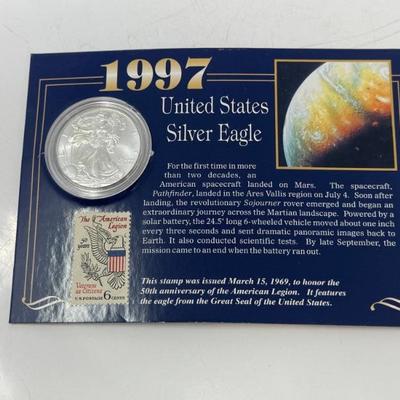 1997
United States
Silver Eagle
For the first time in more
than two decades, an
American spacecraft landed on Mars. The spacecraft,
Pathfinder, landed in the Ares Vallis region on July 4. Soon after
landing, the revolutionary Sojourner rover emerged and began an
extraordinary journey across the Martian landscape. Powered by a
solar battery, the 24.5' long 6-wheeled vehicle moved about one inch
every three seconds and sent dramatic panoramic images back to
Earth. It also conducted scientific tests. By late September, the
mission came to an end when the battery ran out.
The American
Legion
50 years
Veterans
as Citizens
U.S. POSTAGE 6 CENTS
This stamp was issued March 15, 1969, to honor the
50th anniversary of the American Legion. It features
the eagle from the Great Seal of the United States.